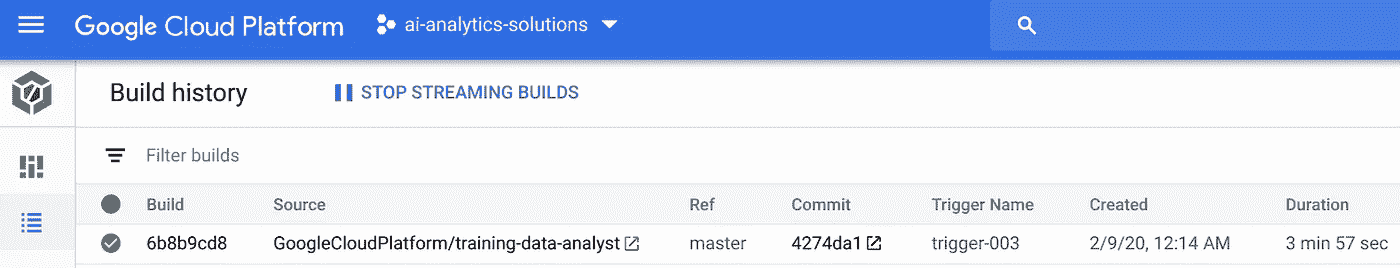 Google Cloud Platform ai-analytics-solutions
Build history STOP STREAMING BUILDS
Filter builds
Build Source Ref Commit Trigger Name Created Duration
6b8b9cd8 GoogleCloudPlatform/training-data-analyst master 4274da1 trigger-003 2/9/20, 12:14 AM 3 min 57 sec